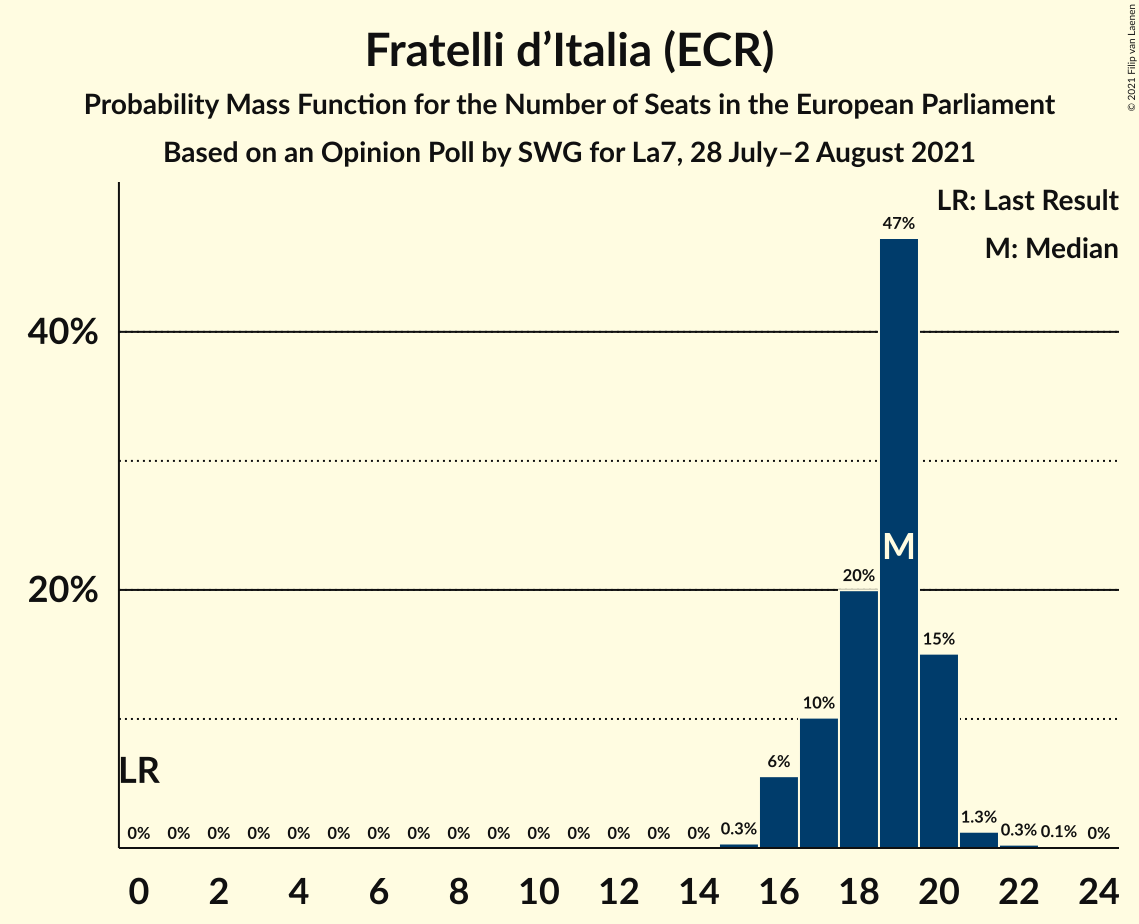 Fratelli d’Italia (ECR)
Probability Mass Function for the Number of Seats in the European Parliament
Based on an Opinion Poll by SWG for La7, 28 July–2 August 2021
© 2021 Filip van Laenen
LR: Last Result
M: Median
47%
40%
M
20%
20%
15%
10%
6%
LR
0% 0% 0% 0% 0% 0% 0% 0% 0% 0% 0% 0% 0% 0% 0% 0.3% 1.3% 0.3% 0.1% 0%
0 2 4 6 8 10 12 14 16 18 20 22 24